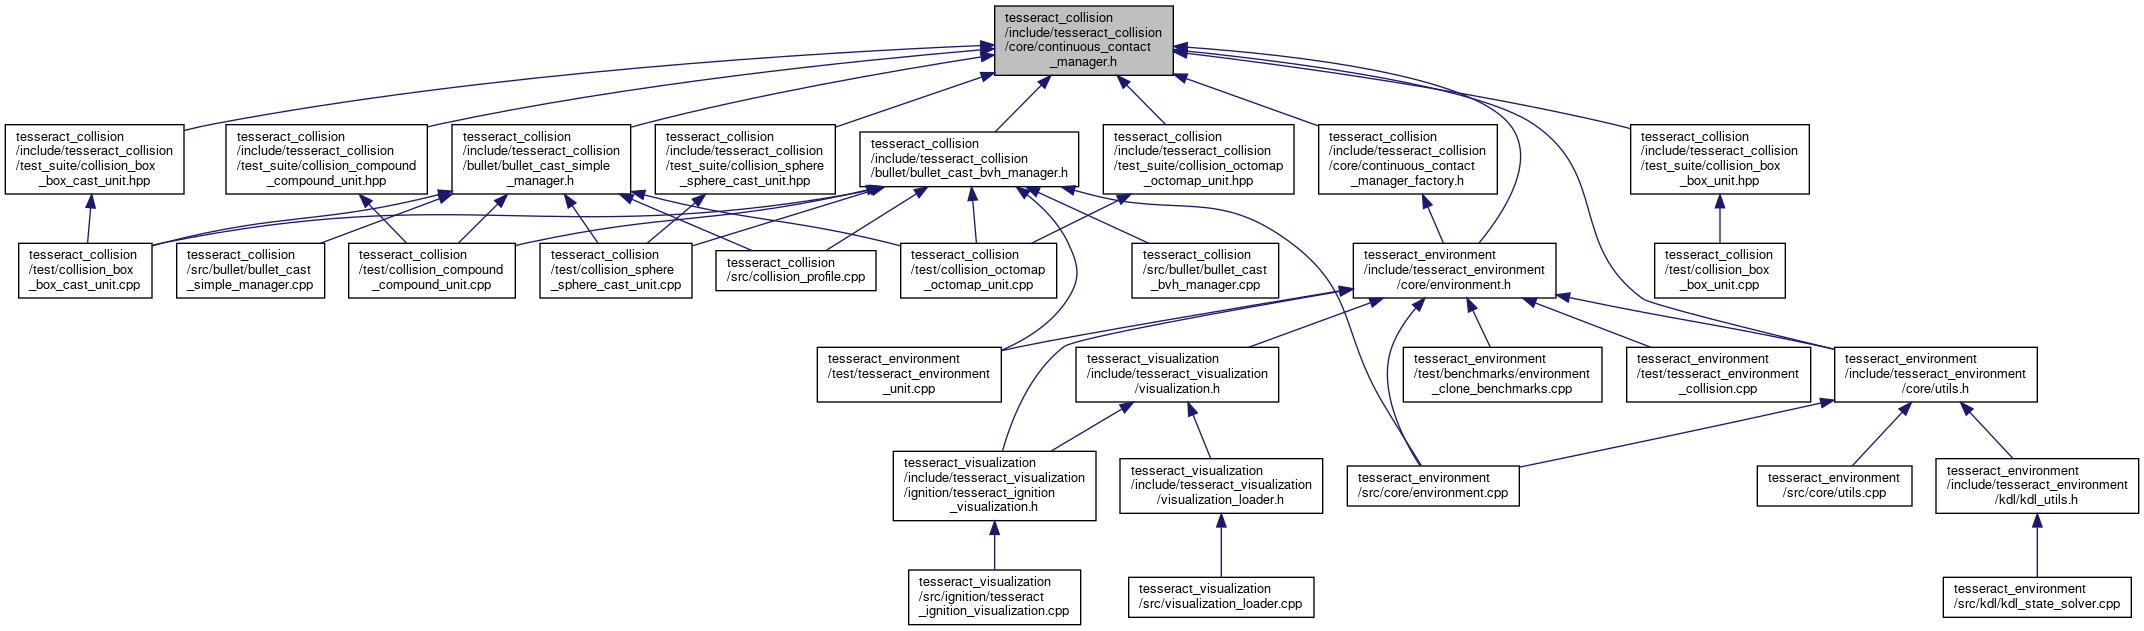 tesseract_collision
/include/tesseract_collision
/core/continuous_contact
_manager.h
tesseract_collision
/include/tesseract_collision
/test_suite/collision_box
_box_cast_unit.hpp
tesseract_collision
/include/tesseract_collision
/test_suite/collision_compound
_compound_unit.hpp
tesseract_collision
/include/tesseract_collision
/bullet/bullet_cast_simple
_manager.h
tesseract_collision
/include/tesseract_collision
/test_suite/collision_sphere
_sphere_cast_unit.hpp
tesseract_collision
/include/tesseract_collision
/bullet/bullet_cast_bvh_manager.h
tesseract_collision
/include/tesseract_collision
/test_suite/collision_octomap
_octomap_unit.hpp
tesseract_collision
/include/tesseract_collision
/core/continuous_contact
_manager_factory.h
tesseract_collision
/include/tesseract_collision
/test_suite/collision_box
_box_unit.hpp
tesseract_collision
/test/collision_box
_box_cast_unit.cpp
tesseract_collision
/src/bullet/bullet_cast
_simple_manager.cpp
tesseract_collision
/test/collision_compound
_compound_unit.cpp
tesseract_collision
/test/collision_sphere
_sphere_cast_unit.cpp
tesseract_collision
/src/collision_profile.cpp
tesseract_collision
/test/collision_octomap
_octomap_unit.cpp
tesseract_collision
/src/bullet/bullet_cast
_bvh_manager.cpp
tesseract_environment
/include/tesseract_environment
/core/environment.h
tesseract_collision
/test/collision_box
_box_unit.cpp
tesseract_environment
/test/tesseract_environment
_unit.cpp
tesseract_visualization
/include/tesseract_visualization
/visualization.h
tesseract_environment
/test/benchmarks/environment
_clone_benchmarks.cpp
tesseract_environment
/test/tesseract_environment
_collision.cpp
tesseract_environment
/include/tesseract_environment
/core/utils.h
tesseract_visualization
/include/tesseract_visualization
/ignition/tesseract_ignition
_visualization.h
tesseract_visualization
/include/tesseract_visualization
/visualization_loader.h
tesseract_environment
/src/core/environment.cpp
tesseract_environment
/src/core/utils.cpp
tesseract_environment
/include/tesseract_environment
/kdl/kdl_utils.h
tesseract_visualization
/src/ignition/tesseract
_ignition_visualization.cpp
tesseract_visualization
/src/visualization_loader.cpp
tesseract_environment
/src/kdl/kdl_state_solver.cpp